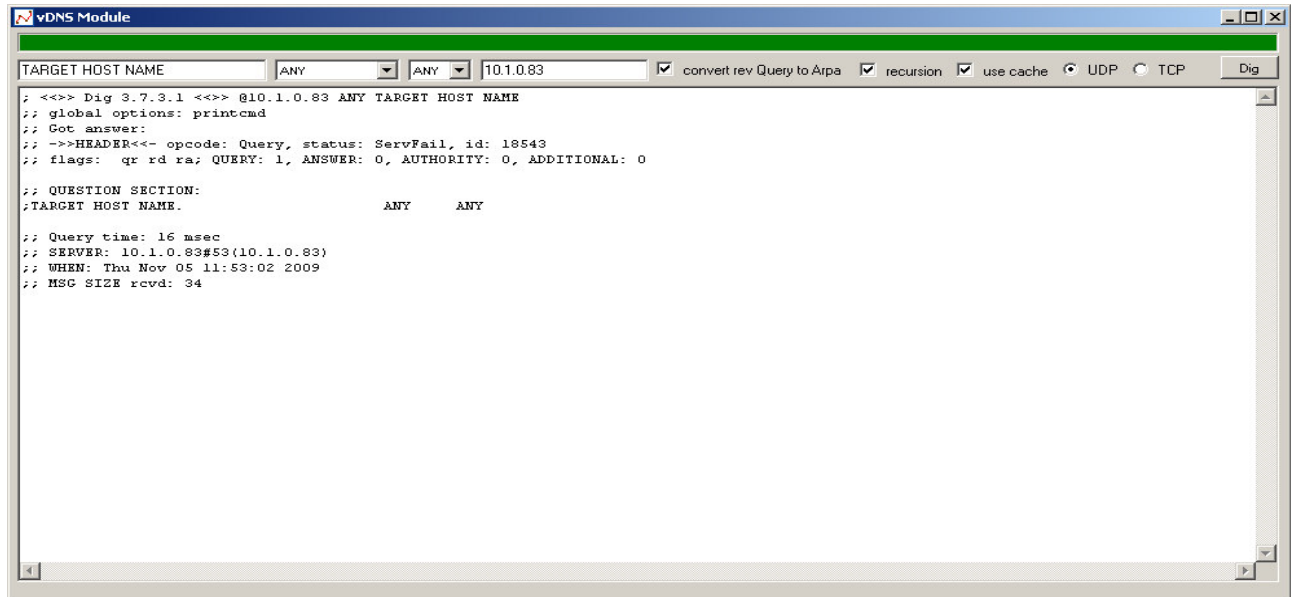 vDNS Module
TARGET HOST NAME ANY ANY 10.1.0.83 convert rev Query to Arpa recursion use cache UDP TCP Dig
; <<>> Dig 3.7.3.1 <<>> @10.1.0.83 ANY TARGET HOST NAME
;; global options: printcmd
;; Got answer:
;; ->>HEADER<<- opcode: Query, status: ServFail, id: 18543
;; flags: qr rd ra; QUERY: 1, ANSWER: 0, AUTHORITY: 0, ADDITIONAL: 0
;; QUESTION SECTION:
;TARGET HOST NAME. ANY ANY
;; Query time: 16 msec
;; SERVER: 10.1.0.83#53(10.1.0.83)
;; WHEN: Thu Nov 05 11:53:02 2009
;; MSG SIZE rcvd: 34